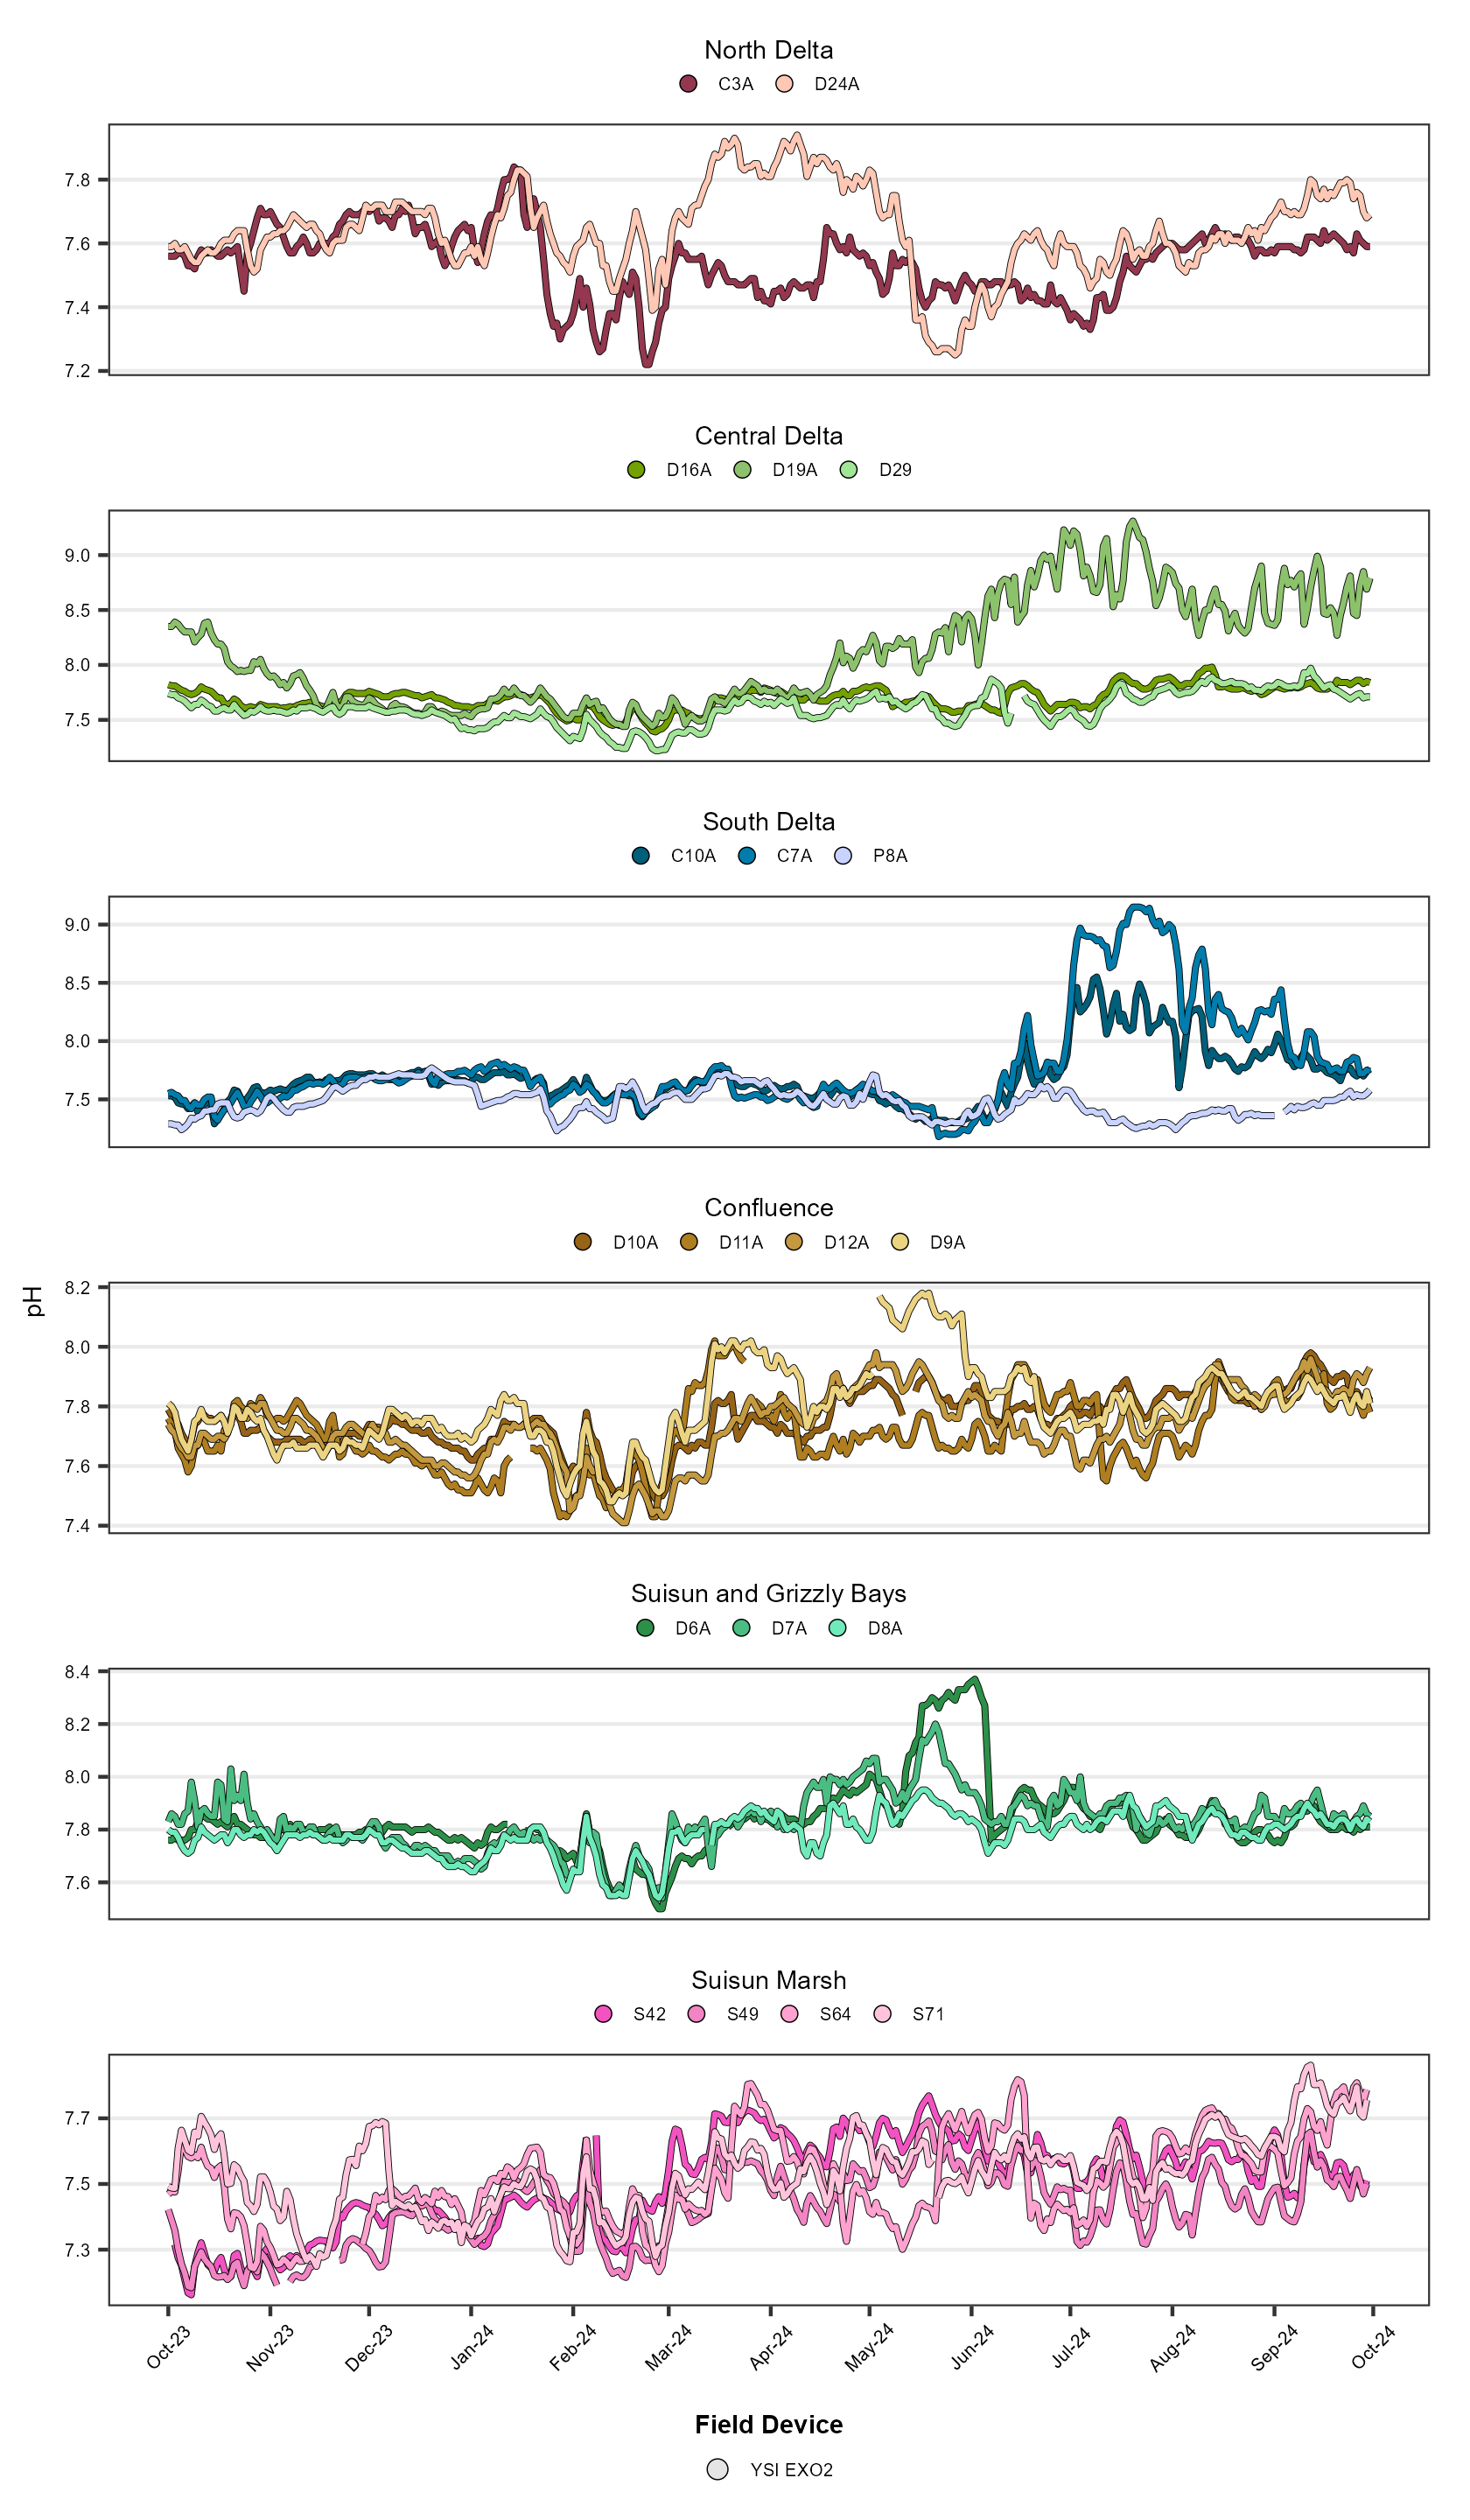 North Delta
C3A D24A
7.8
7.6
7.4
7.2
Central Delta
D16A D19A D29
9.0
8.5
8.0
7.5
South Delta
C10A C7A P8A
9.0
8.5
8.0
7.5
Confluence
D10A D11A D12A D9A
pH
8.2
8.0
7.8
7.6
7.4
Suisun and Grizzly Bays
D6A D7A D8A
8.4
8.2
8.0
7.8
7.6
Suisun Marsh
S42 S49 S64 S71
7.7
7.5
7.3
Oct-23 Nov-23 Dec-23 Jan-24 Feb-24 Mar-24 Apr-24 May-24 Jun-24 Jul-24 Aug-24 Sep-24 Oct-24
Field Device
YSI EXO2